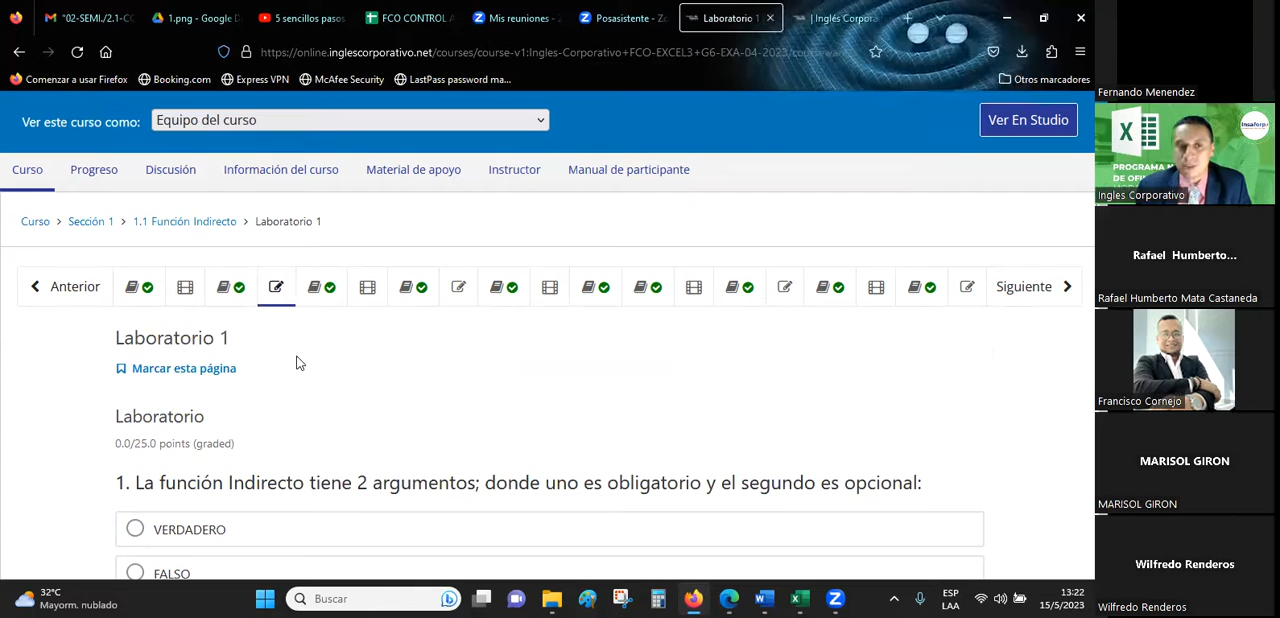 "02-SEMI./2.1-CO
1.png - Google D
5 sencillos pasos
FCO CONTROL A
Mis reuniones - Z
Posasistente - Zo
Laboratorio 1
| Inglés Corpora
https://online.inglescorporativo.net/courses/course-v1:Ingles-Corporativo+FCO-EXCEL3+G6-EXA-04-2023/courseware
Comenzar a usar Firefox
Booking.com
Express VPN
McAfee Security
LastPass password ma...
Otros marcadores
Ver este curso como:
Equipo del curso
Ver En Studio
Curso
Progreso
Discusión
Información del curso
Material de apoyo
Instructor
Manual de participante
Curso > Sección 1 > 1.1 Función Indirecto > Laboratorio 1
Anterior
Siguiente
Laboratorio 1
Marcar esta página
Laboratorio
0.0/25.0 points (graded)
1. La función Indirecto tiene 2 argumentos; donde uno es obligatorio y el segundo es opcional:
VERDADERO
FALSO
Fernando Menendez
X
Insaforp
PROGRAMA N
DE OFI
Ingles Corporativo
Rafael Humberto...
Rafael Humberto Mata Castaneda
Francisco Cornejo
MARISOL GIRON
MARISOL GIRON
Wilfredo Renderos
Wilfredo Renderos
32°C
Mayorm. nublado
Buscar
ESP
LAA
13:22
15/5/2023